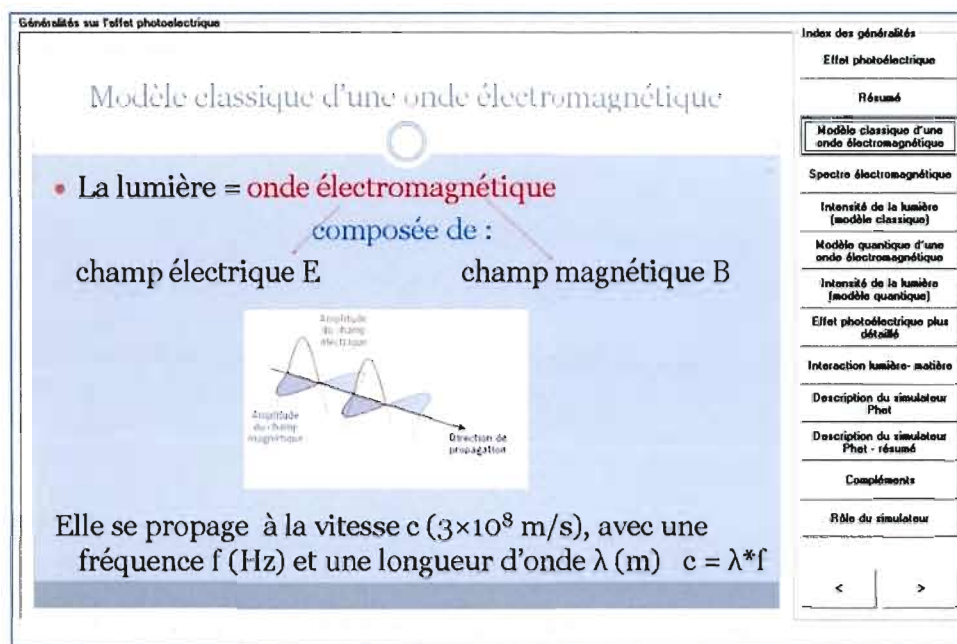 Généralités sur l'effet photoelectrique
Modèle classique d'une onde électromagnétique
• La lumière = onde électromagnétique
composée de :
champ électrique E champ magnétique B
Amplitude
du champ
électrique
Amplitude
du champ
magnétique
Direction de
propagation
Elle se propage à la vitesse c (3×10⁸ m/s), avec une
fréquence f (Hz) et une longueur d'onde λ (m) c = λ*f
Index des généralités
Effet photoélectrique
Résumé
Modèle classique d'une
onde électromagnétique
Spectre électromagnétique
Intensité de la lumière
(modèle classique)
Modèle quantique d'une
onde électromagnétique
Intensité de la lumière
(modèle quantique)
Effet photoélectrique plus
détaillé
Interaction lumière- matière
Description du simulateur
Phet
Description du simulateur
Phet - résumé
Compléments
Rôle du simulateur
< >